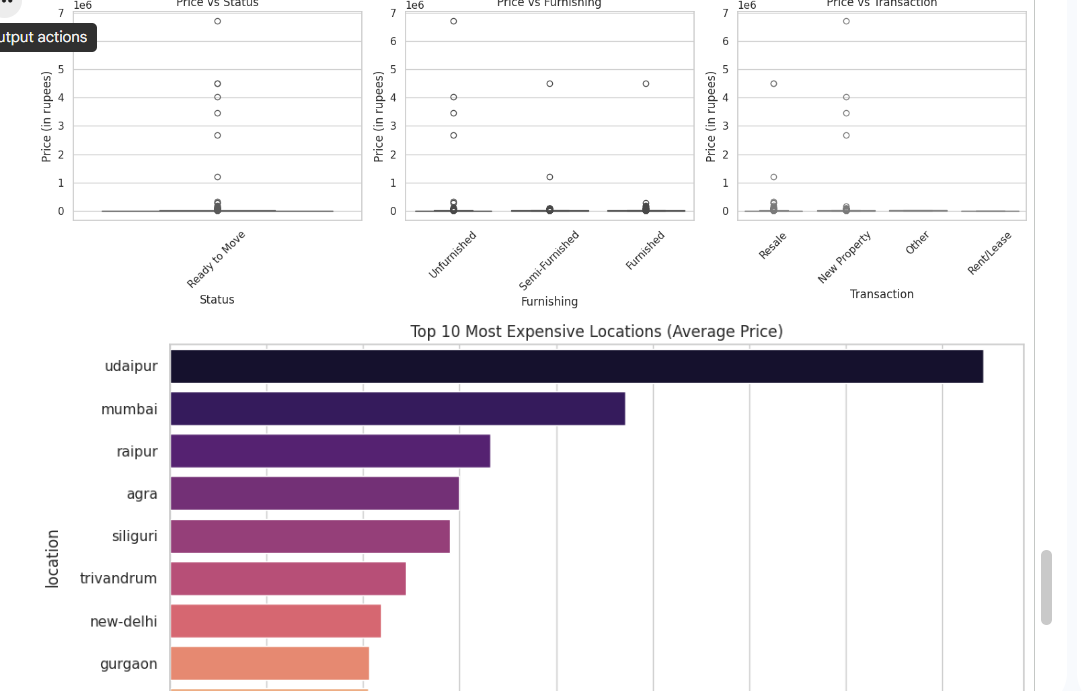 Price vs Status
Price vs Furnishing
Price vs Transaction
utput actions
1e6
7
6
5
4
3
2
1
0
Price (in rupees)
Ready to Move
Status
1e6
7
6
5
4
3
2
1
0
Price (in rupees)
Unfurnished
Semi-Furnished
Furnished
Furnishing
1e6
7
6
5
4
3
2
1
0
Price (in rupees)
Resale
New Property
Other
Rent/Lease
Transaction
Top 10 Most Expensive Locations (Average Price)
location
udaipur
mumbai
raipur
agra
siliguri
trivandrum
new-delhi
gurgaon